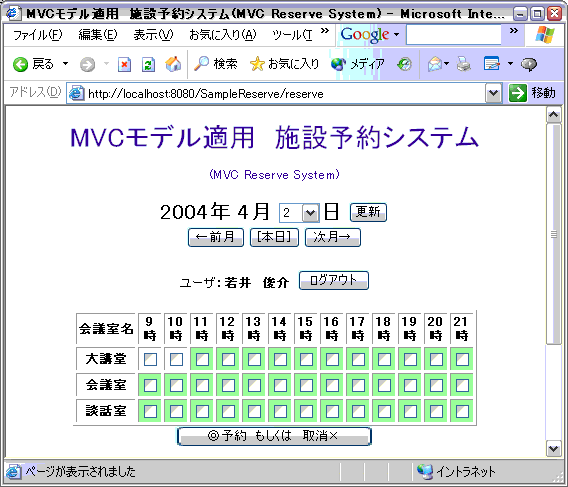 MVCモデル適用 施設予約システム(MVC Reserve System) - Microsoft Inte...
ファイル(F) 編集(E) 表示(V) お気に入り(A) ツール(T) » Google »
戻る 検索 お気に入り メディア
アドレス(D) http://localhost:8080/SampleReserve/reserve 移動
MVCモデル適用 施設予約システム
(MVC Reserve System)
2004年 4月 2 日 更新
←前月 [本日] 次月→
ユーザ:若井 俊介 ログアウト
会議室名 9時 10時 11時 12時 13時 14時 15時 16時 17時 18時 19時 20時 21時
大講堂
会議室
談話室
◎予約 もしくは 取消×
ページが表示されました イントラネット